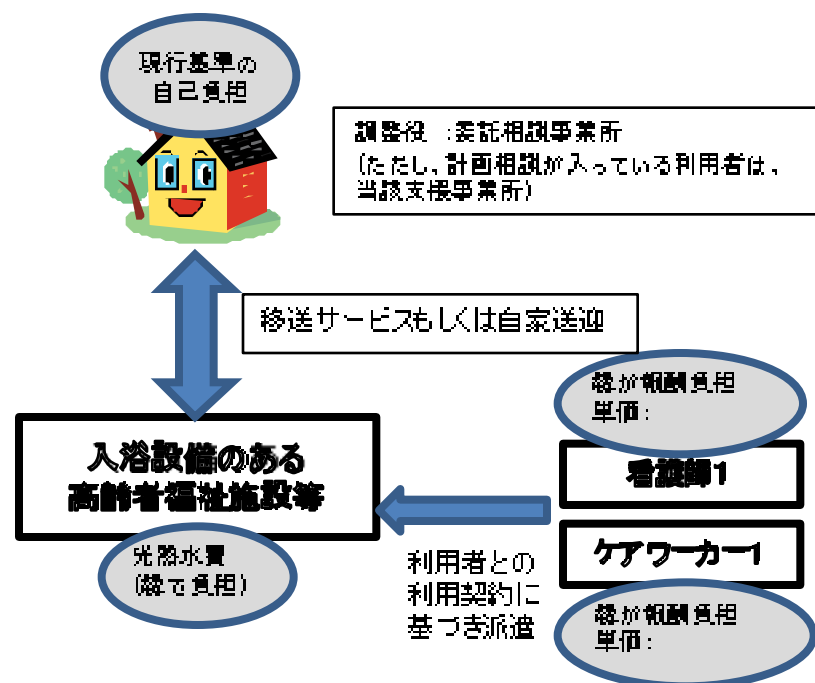 現行基準の
自己負担
調整役 :委託相談事業所
(ただし,計画相談が入っている利用者は,
当該支援事業所)
移送サービスもしくは自家送迎
が報酬負担
単価:
入浴設備のある
高齢者福祉施設等
看護師1
ケアワーカー1
光熱水費
(で負担)
利用者との
利用契約に
基づき派遣
が報酬負担
単価: